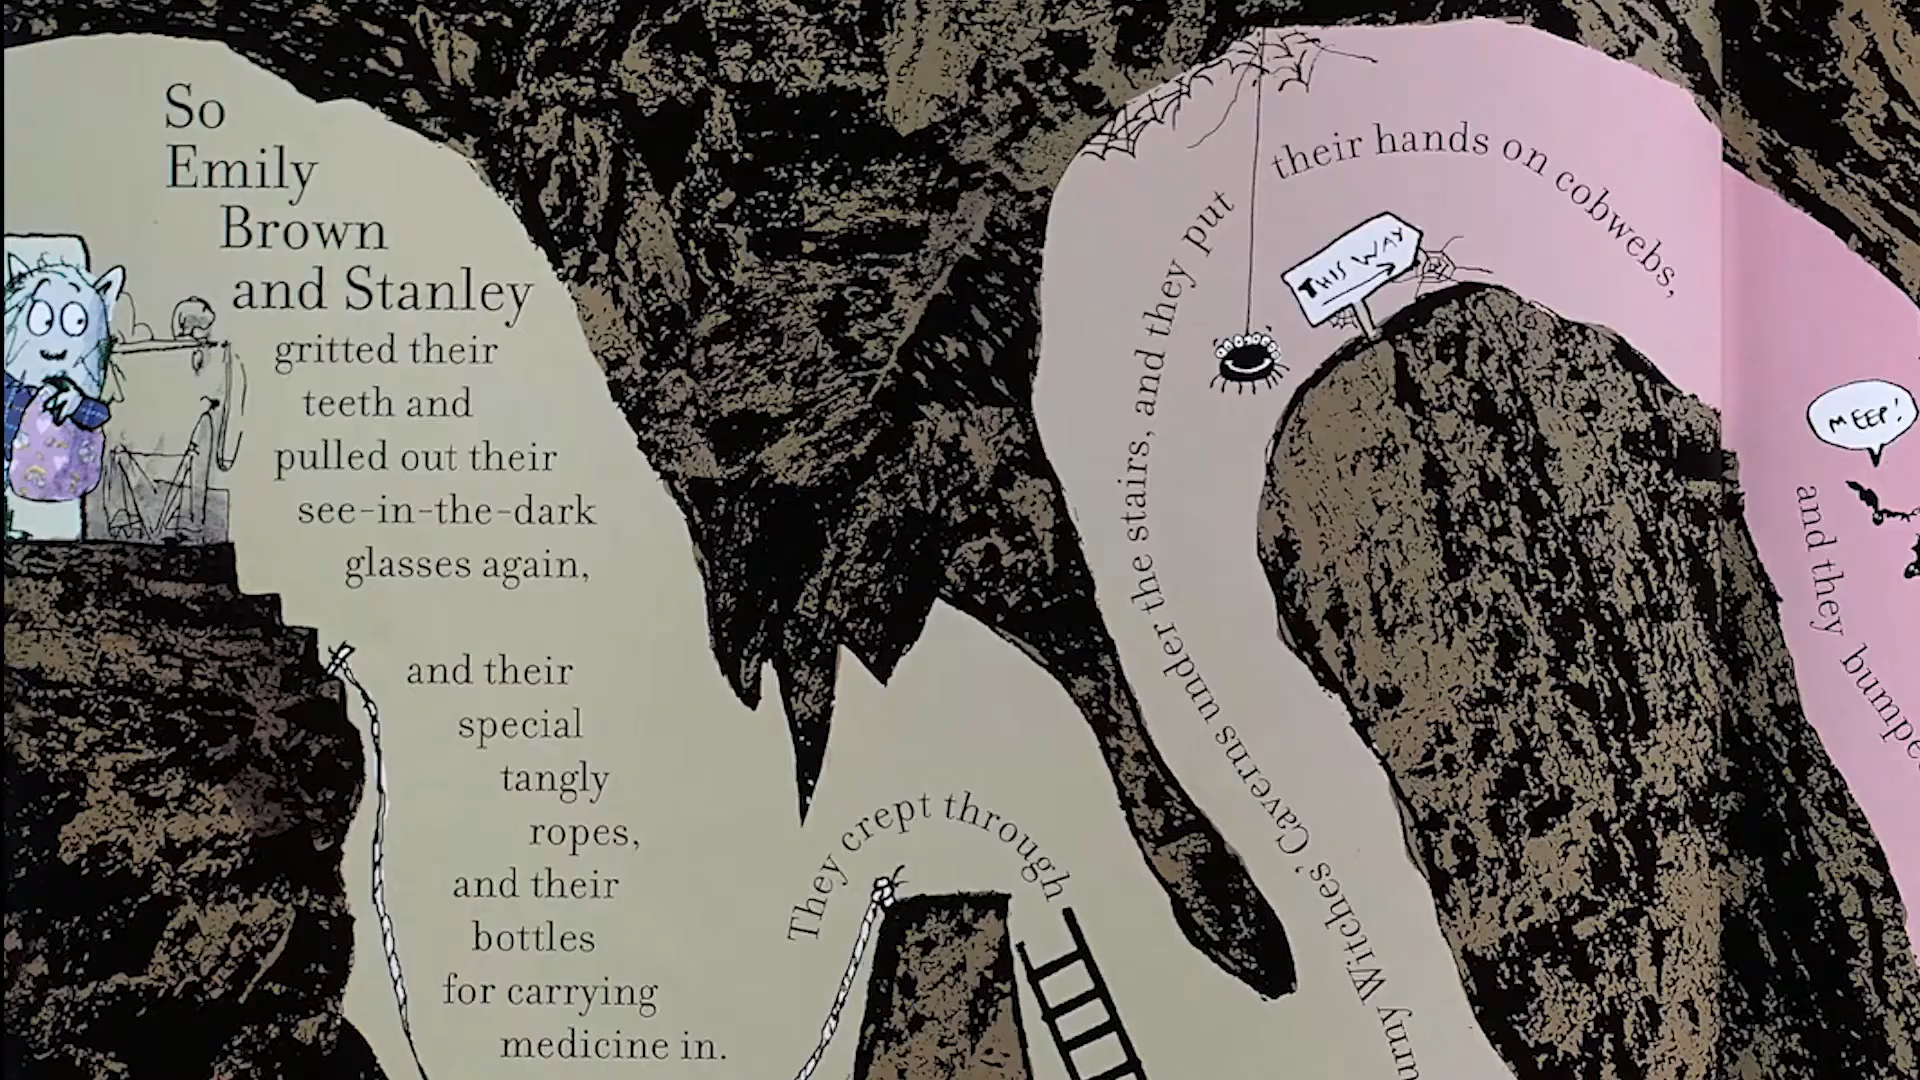 So
Emily
Brown
and Stanley
gritted their
teeth and
pulled out their
see-in-the-dark
glasses again,
and their
special
tangly
ropes,
and their
bottles
for carrying
medicine in.
They crept through
Witches' Caverns under the stairs, and they put
their hands on cobwebs,
THIS WAY
MEEP!
and they